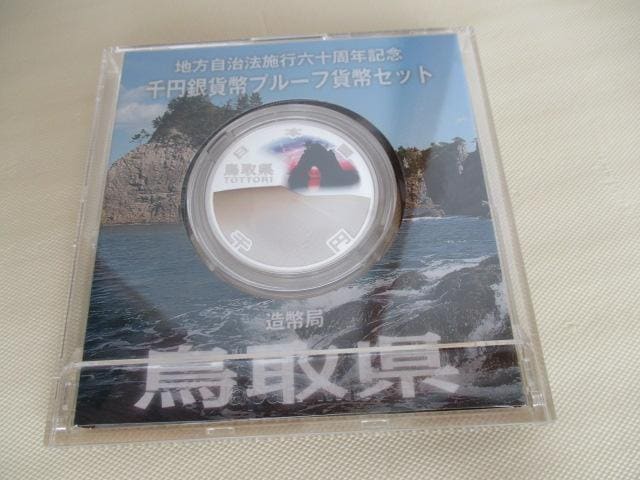 地方自治法施行六十周年記念
千円銀貨幣プルーフ貨幣セット
日本国
鳥取県
TOTTORI
千円
造幣局
鳥取県